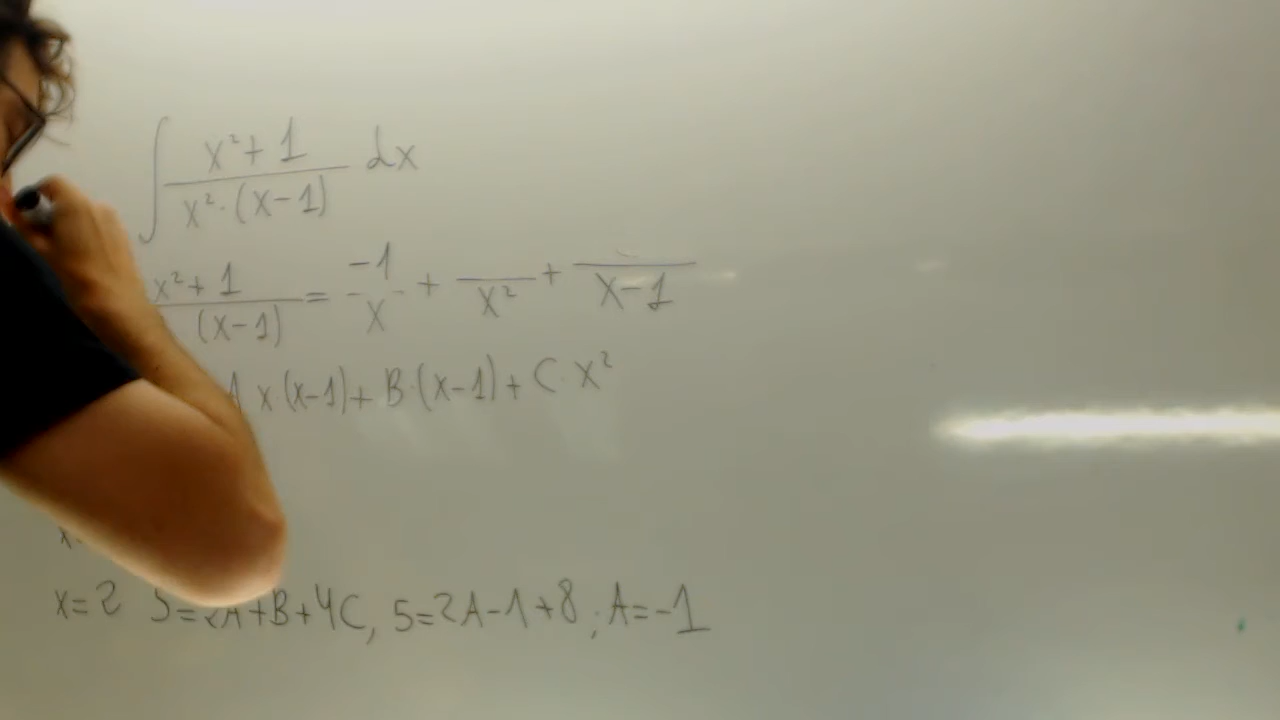 ∫ x²+1 / x²·(x-1) dx
x²+1 / (x-1) = -1/x + /x² + /x-1
A x(x-1)+B·(x-1)+C·x²
x=2 5=2A+B+4C, 5=2A-1+8; A=-1